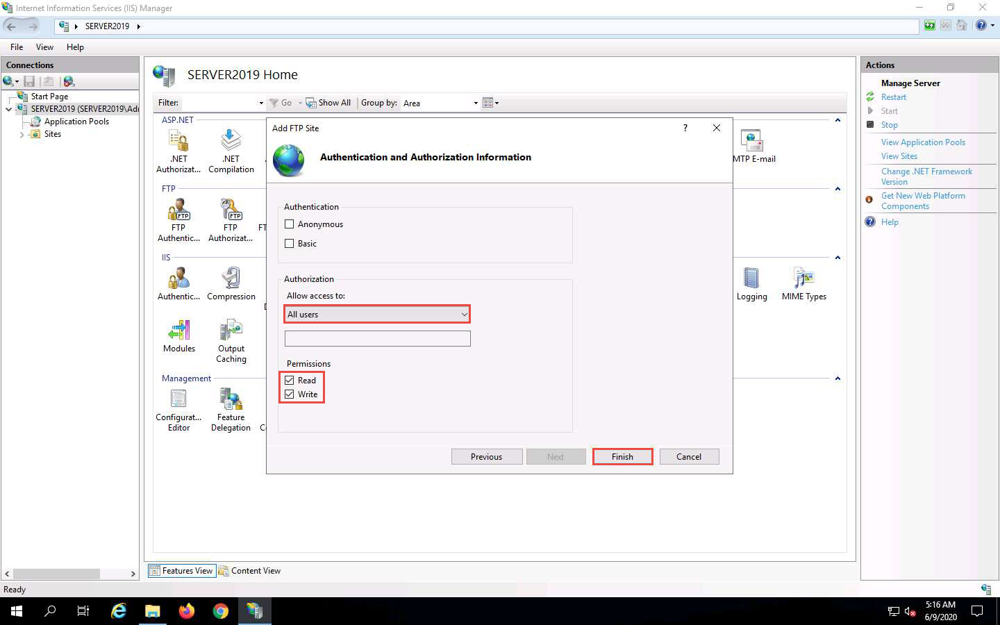 Internet Information Services (IIS) Manager
SERVER2019
File View Help
Connections
Start Page
SERVER2019 (SERVER2019\Adı
Application Pools
Sites
SERVER2019 Home
Filter: Go Show All Group by: Area
ASP.NET
.NET
Authorizat...
.NET
Compilation
MTP E-mail
FTP
FTP
Authentic...
FTP
Authorizat...
FT
IIS
Authentic...
Compression
Logging
MIME Types
Modules
Output
Caching
Management
Configurat...
Editor
Feature
Delegation
Add FTP Site
?
Authentication and Authorization Information
Authentication
Anonymous
Basic
Authorization
Allow access to:
All users
Permissions
Read
Write
Previous Next Finish Cancel
Actions
Manage Server
Restart
Start
Stop
View Application Pools
View Sites
Change .NET Framework
Version
Get New Web Platform
Components
Help
Features View Content View
Ready
5:16 AM
6/9/2020